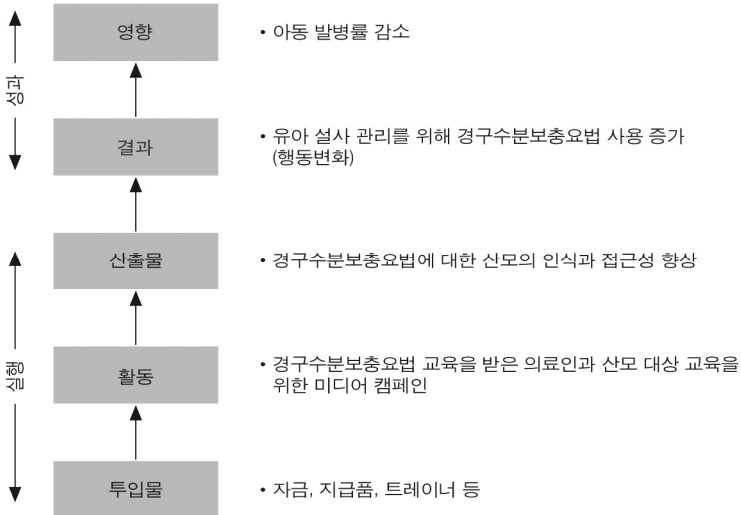 영향
• 아동 발병률 감소
성과
결과
• 유아 설사 관리를 위해 경구수분보충요법 사용 증가
(행동변화)
산출물
• 경구수분보충요법에 대한 산모의 인식과 접근성 향상
실행
활동
• 경구수분보충요법 교육을 받은 의료인과 산모 대상 교육을
위한 미디어 캠페인
투입물
• 자금, 지급품, 트레이너 등